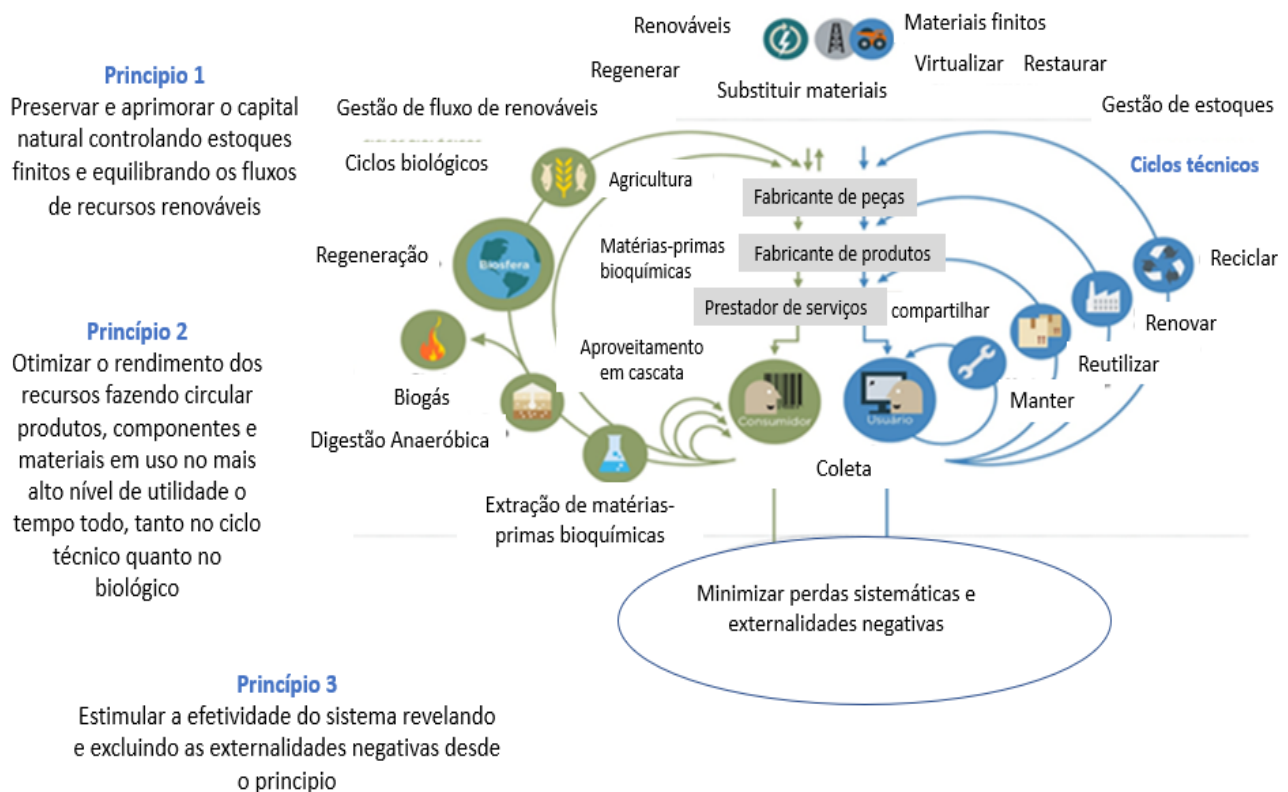 Renováveis
Materiais finitos
Regenerar
Virtualizar
Restaurar
Substituir materiais
Principio 1
Preservar e aprimorar o capital
natural controlando estoques
finitos e equilibrando os fluxos
de recursos renováveis
Gestão de fluxo de renováveis
Gestão de estoques
Ciclos biológicos
Ciclos técnicos
Agricultura
Fabricante de peças
Regeneração
Biosfera
Matérias-primas
bioquímicas
Fabricante de produtos
Reciclar
Prestador de serviços
compartilhar
Renovar
Princípio 2
Otimizar o rendimento dos
recursos fazendo circular
produtos, componentes e
materiais em uso no mais
alto nível de utilidade o
tempo todo, tanto no ciclo
técnico quanto no
biológico
Aproveitamento
em cascata
Reutilizar
Biogás
Manter
Consumidor
Usuário
Digestão Anaeróbica
Coleta
Extração de matérias-
primas bioquímicas
Minimizar perdas sistemáticas e
externalidades negativas
Princípio 3
Estimular a efetividade do sistema revelando
e excluindo as externalidades negativas desde
o principio